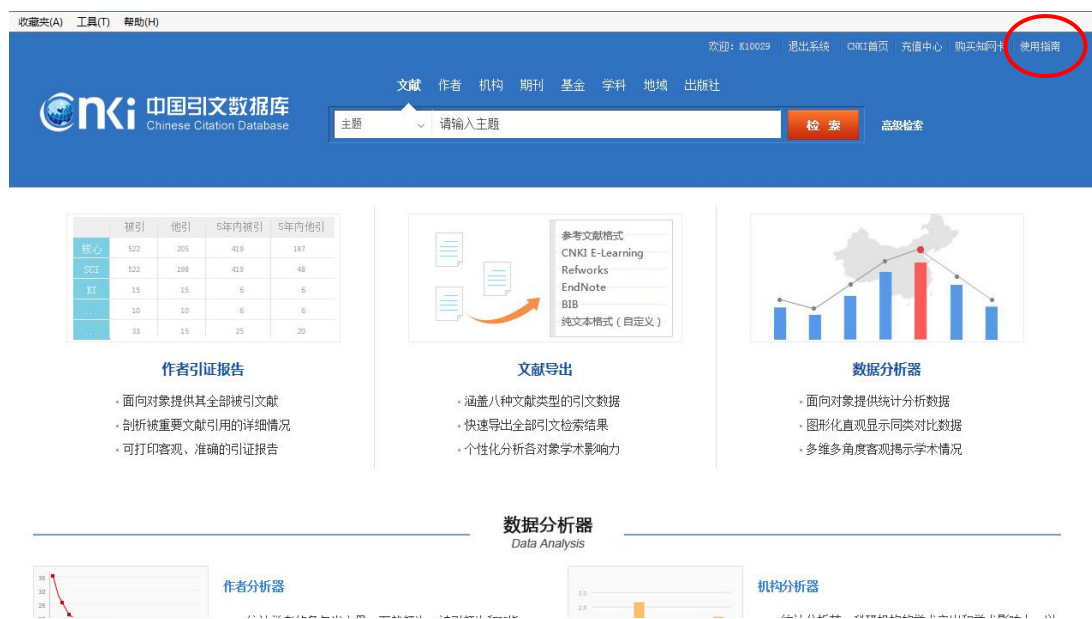 收藏夹(A) 工具(T) 帮助(H)
欢迎: K10029 退出系统 CNKI首页 充值中心 购买知网卡 使用指南
文献 作者 机构 期刊 基金 学科 地域 出版社
Cnki 中国引文数据库
Chinese Citation Database
主题 请输入主题 检 索 高级检索
被引 他引 5年内被引 5年内他引
核心 522 205 419 187
SCI 522 198 419 48
EI 15 15 6 6
... 10 10 6 6
... 33 15 25 20
参考文献格式
CNKI E-Learning
Refworks
EndNote
BIB
纯文本格式 ( 自定义 )
作者引证报告
· 面向对象提供其全部被引文献
· 剖析被重要文献引用的详细情况
· 可打印客观、准确的引证报告
文献导出
· 涵盖八种文献类型的引文数据
· 快速导出全部引文检索结果
· 个性化分析各对象学术影响力
数据分析器
· 面向对象提供统计分析数据
· 图形化直观显示同类对比数据
· 多维多角度客观揭示学术情况
数据分析器
Data Analysis
作者分析器
机构分析器
30
25
3.0
2.5